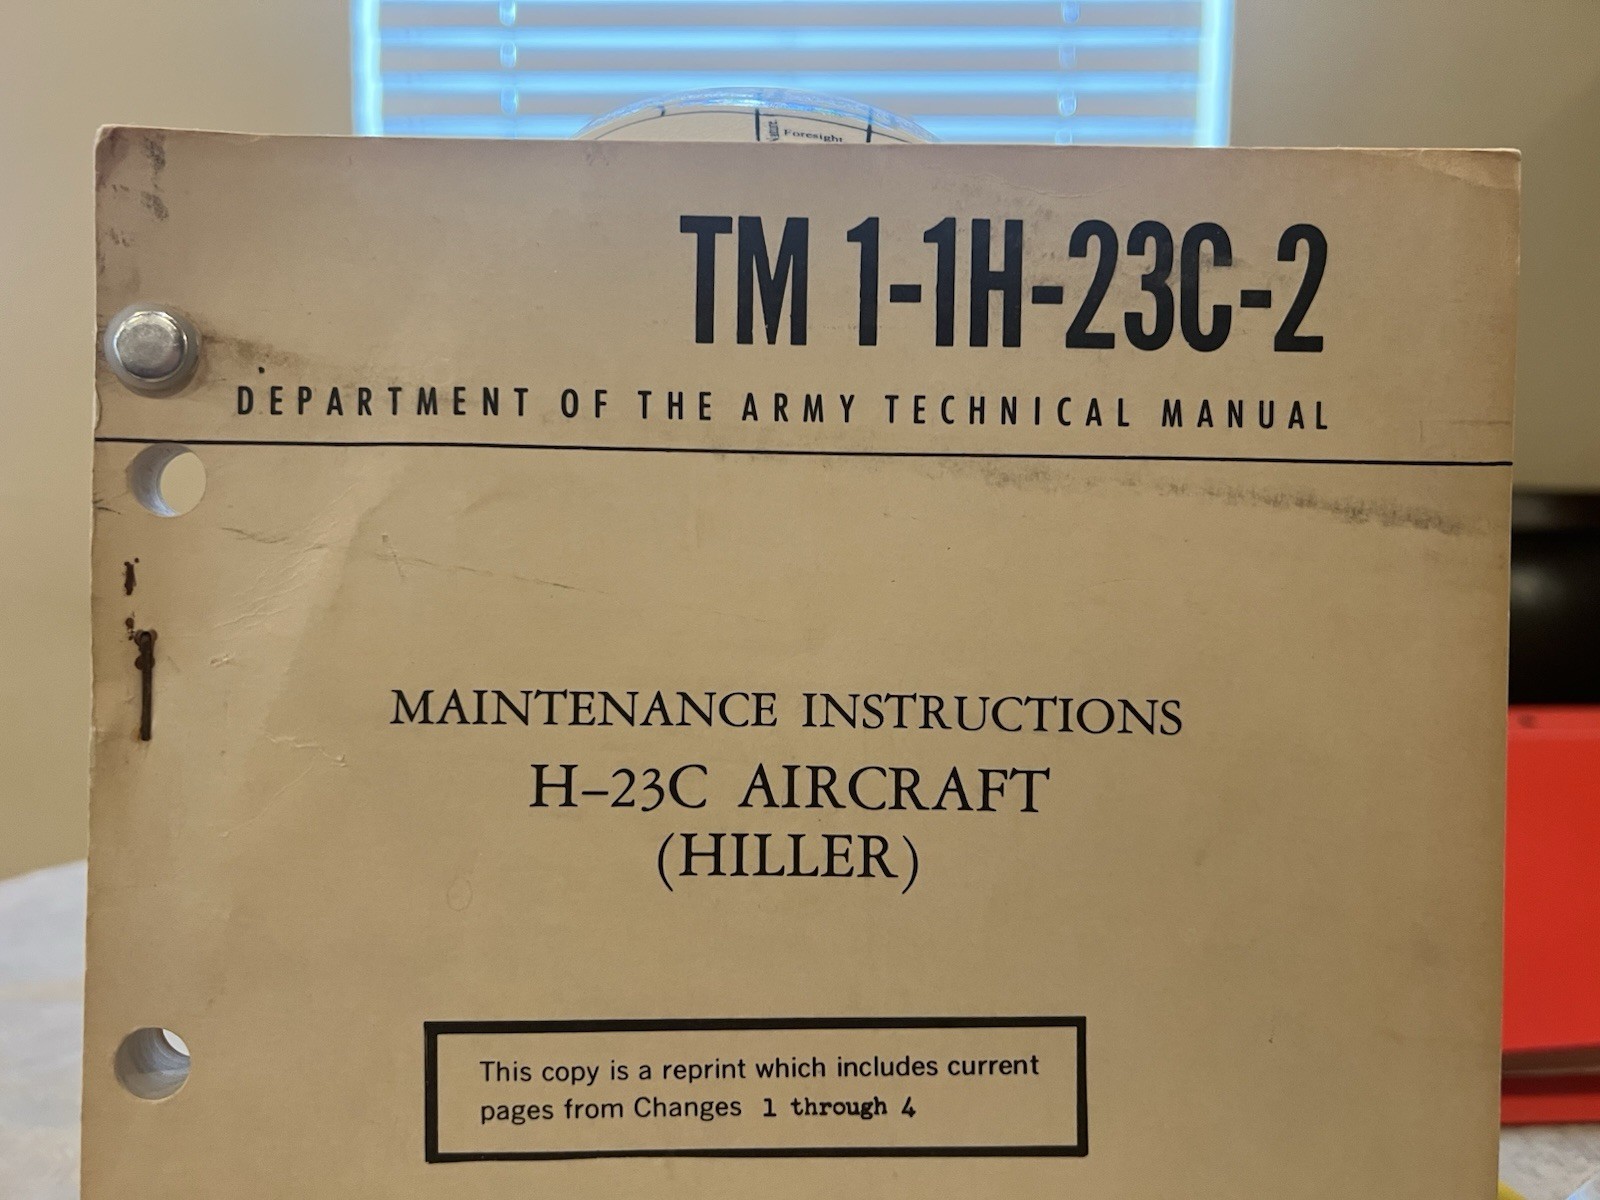 Foresight
TM 1-1H-23C-2
DEPARTMENT OF THE ARMY TECHNICAL MANUAL
MAINTENANCE INSTRUCTIONS
H-23C AIRCRAFT
(HILLER)
This copy is a reprint which includes current
pages from Changes 1 through 4